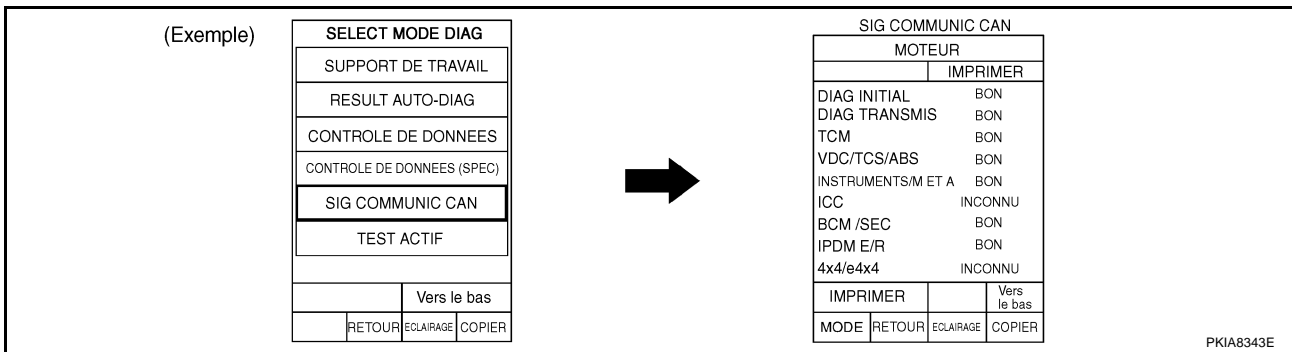 (Exemple)
SELECT MODE DIAG
SUPPORT DE TRAVAIL
RESULT AUTO-DIAG
CONTROLE DE DONNEES
CONTROLE DE DONNEES (SPEC)
SIG COMMUNIC CAN
TEST ACTIF
Vers le bas
RETOUR ECLAIRAGE COPIER
SIG COMMUNIC CAN
MOTEUR
IMPRIMER
DIAG INITIAL BON
DIAG TRANSMIS BON
TCM BON
VDC/TCS/ABS BON
INSTRUMENTS/M ET A BON
ICC INCONNU
BCM /SEC BON
IPDM E/R BON
4x4/e4x4 INCONNU
IMPRIMER Vers
le bas
MODE RETOUR ECLAIRAGE COPIER
PKIA8343E